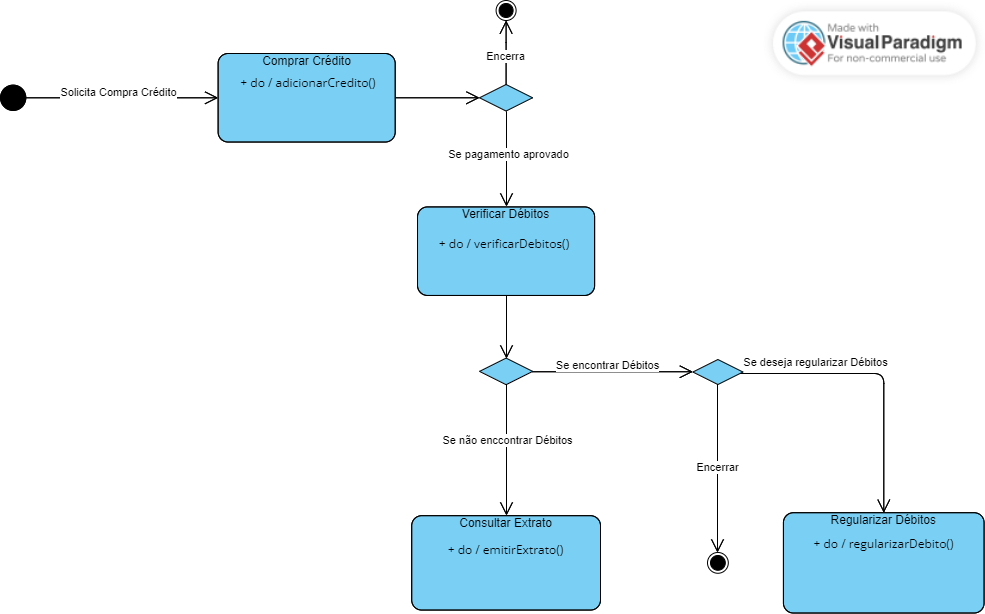 Made with
Visual Paradigm
For non-commercial use
Encerra
Comprar Crédito
+ do / adicionarCredito()
Solicita Compra Crédito
Se pagamento aprovado
Verificar Débitos
+ do / verificarDebitos()
Se encontrar Débitos
Se deseja regularizar Débitos
Se não enccontrar Débitos
Encerrar
Consultar Extrato
+ do / emitirExtrato()
Regularizar Débitos
+ do / regularizarDebito()